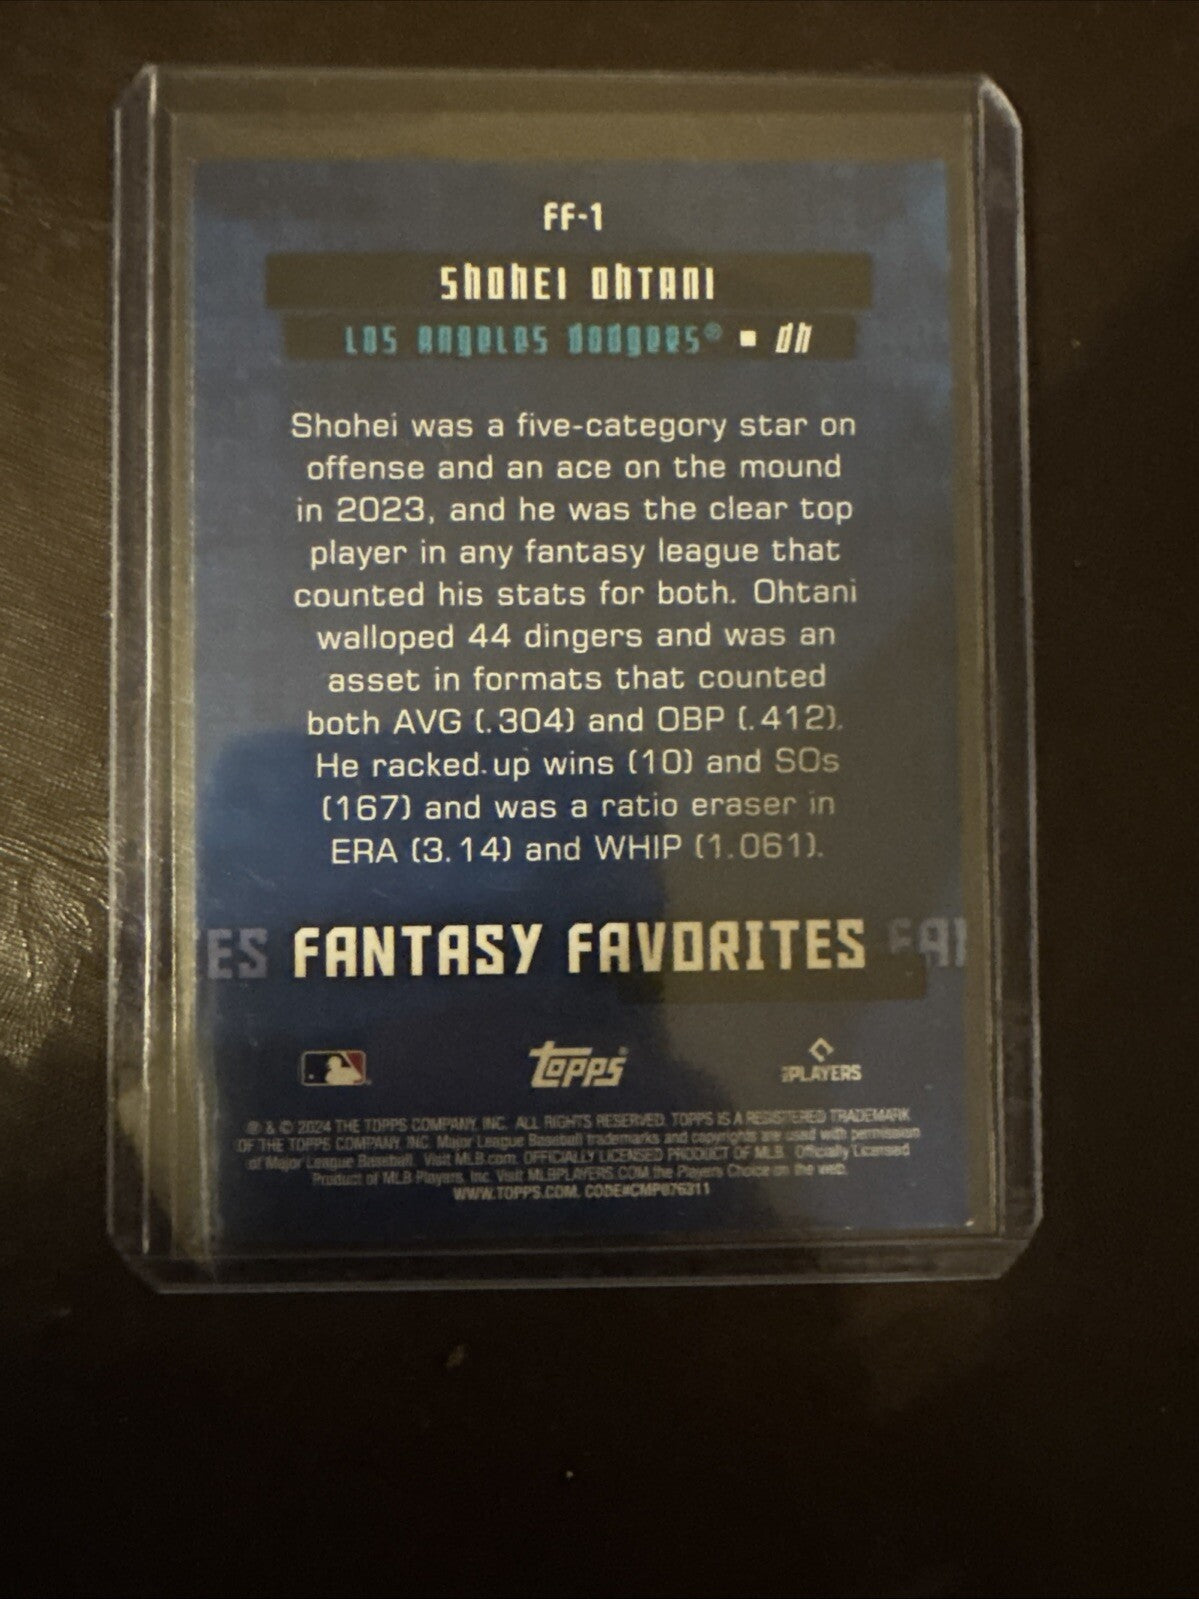 FF-1
SHOHEI OHTANI
LOS ANGELES DODGERS® ▪ DH
Shohei was a five-category star on
offense and an ace on the mound
in 2023, and he was the clear top
player in any fantasy league that
counted his stats for both. Ohtani
walloped 44 dingers and was an
asset in formats that counted
both AVG (.304) and OBP (.412).
He racked up wins (10) and SOs
(167) and was a ratio eraser in
ERA (3.14) and WHIP (1.061).
ES FANTASY FAVORITES FA
Topps® PLAYERS
® & © 2024 THE TOPPS COMPANY, INC. ALL RIGHTS RESERVED. TOPPS IS A REGISTERED TRADEMARK
OF THE TOPPS COMPANY, INC. Major League Baseball trademarks and copyrights are used with permission
of Major League Baseball. Visit MLB.com. OFFICIALLY LICENSED PRODUCT OF MLB. Officially Licensed
Product of MLB Players, Inc. Visit MLBPLAYERS.COM the Players Choice on the web.
WWW.TOPPS.COM. CODE#CMP076311